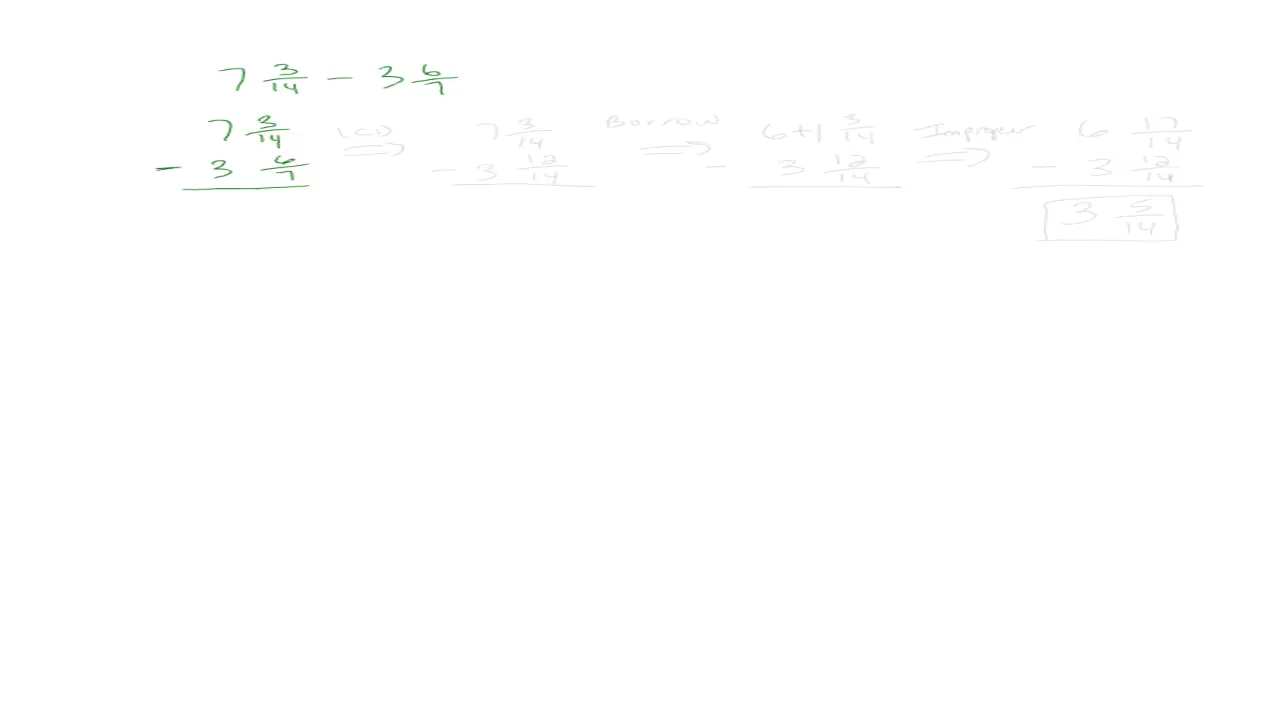 7 3/14 - 3 6/7
7 3/14 LCD ⇒ 7 3/14 Borrow ⇒ 6+1 3/14 Improper ⇒ 6 17/14
- 3 6/7 - 3 12/14 - 3 12/14 - 3 12/14
3 5/14